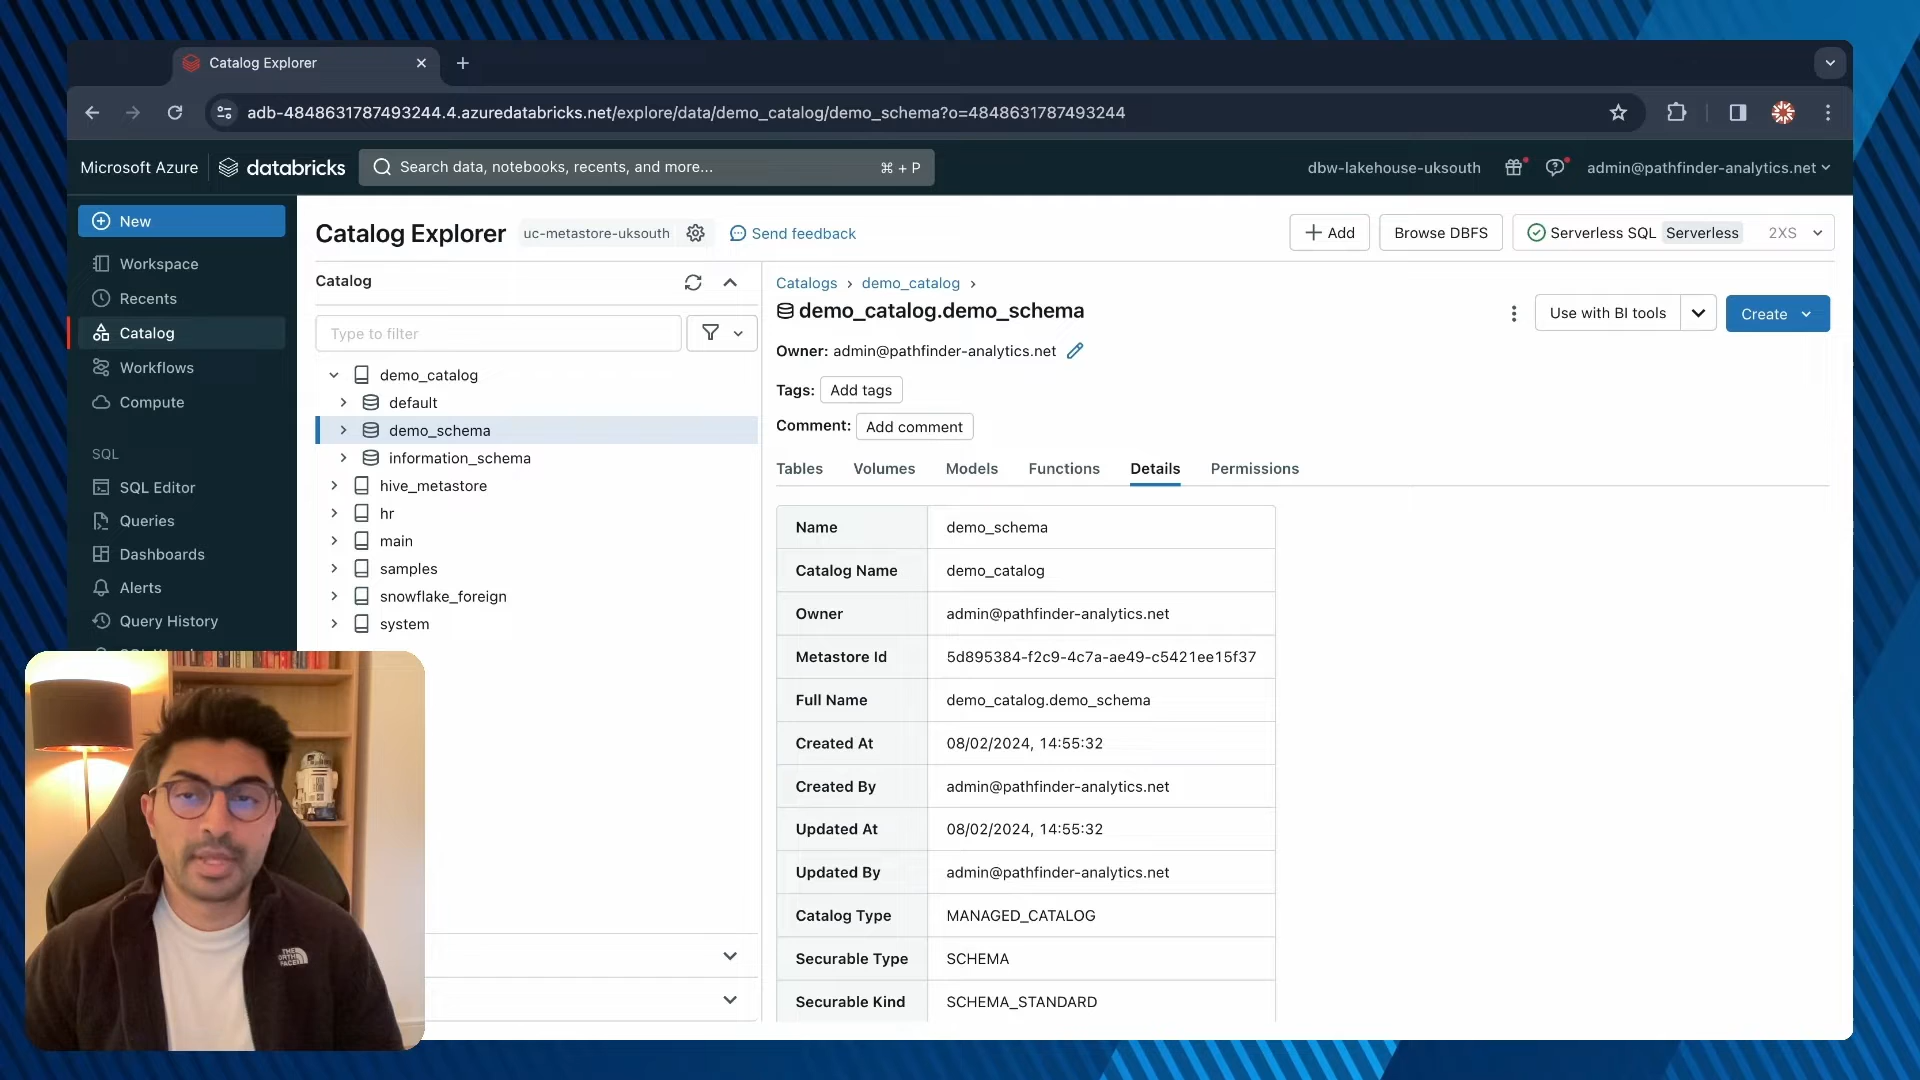 Catalog Explorer
adb-4848631787493244.4.azuredatabricks.net/explore/data/demo_catalog/demo_schema?o=4848631787493244
Microsoft Azure
databricks
Search data, notebooks, recents, and more...
⌘ + P
dbw-lakehouse-uksouth
admin@pathfinder-analytics.net
New
Workspace
Recents
Catalog
Workflows
Compute
SQL
SQL Editor
Queries
Dashboards
Alerts
Query History
Catalog Explorer
uc-metastore-uksouth
Send feedback
Add
Browse DBFS
Serverless SQL Serverless 2XS
Catalog
Type to filter
demo_catalog
default
demo_schema
information_schema
hive_metastore
hr
main
samples
snowflake_foreign
system
Catalogs › demo_catalog ›
demo_catalog.demo_schema
Use with BI tools
Create
Owner: admin@pathfinder-analytics.net
Tags: Add tags
Comment: Add comment
Tables Volumes Models Functions Details Permissions
Name demo_schema
Catalog Name demo_catalog
Owner admin@pathfinder-analytics.net
Metastore Id 5d895384-f2c9-4c7a-ae49-c5421ee15f37
Full Name demo_catalog.demo_schema
Created At 08/02/2024, 14:55:32
Created By admin@pathfinder-analytics.net
Updated At 08/02/2024, 14:55:32
Updated By admin@pathfinder-analytics.net
Catalog Type MANAGED_CATALOG
Securable Type SCHEMA
Securable Kind SCHEMA_STANDARD
THE
NORTH
FACE